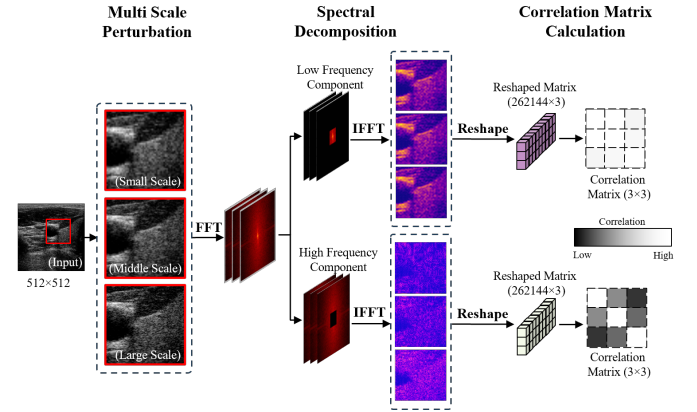 Multi Scale
Perturbation
Spectral
Decomposition
Correlation Matrix
Calculation
(Input)
512×512
(Small Scale)
(Middle Scale)
(Large Scale)
FFT
Low Frequency
Component
IFFT
Reshape
Reshaped Matrix
(262144×3)
Correlation
Matrix (3×3)
Correlation
Low
High
High Frequency
Component
IFFT
Reshape
Reshaped Matrix
(262144×3)
Correlation
Matrix (3×3)